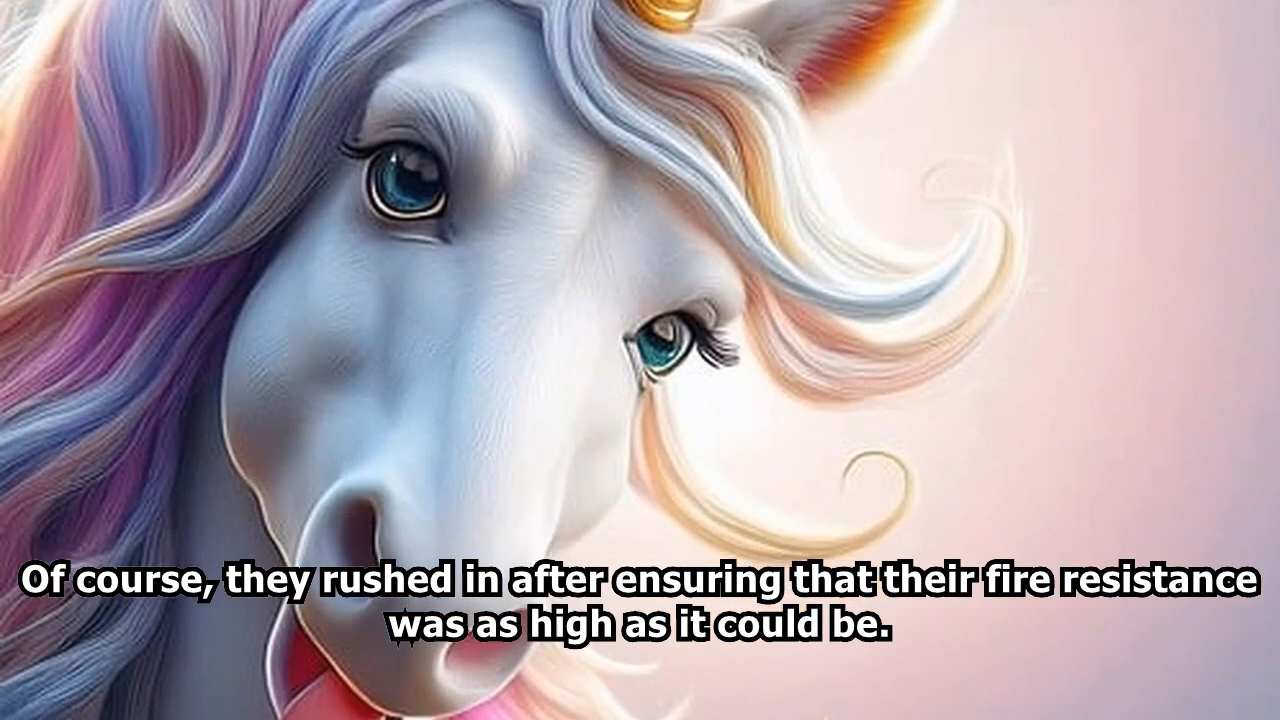 Of course, they rushed in after ensuring that their fire resistance
was as high as it could be.